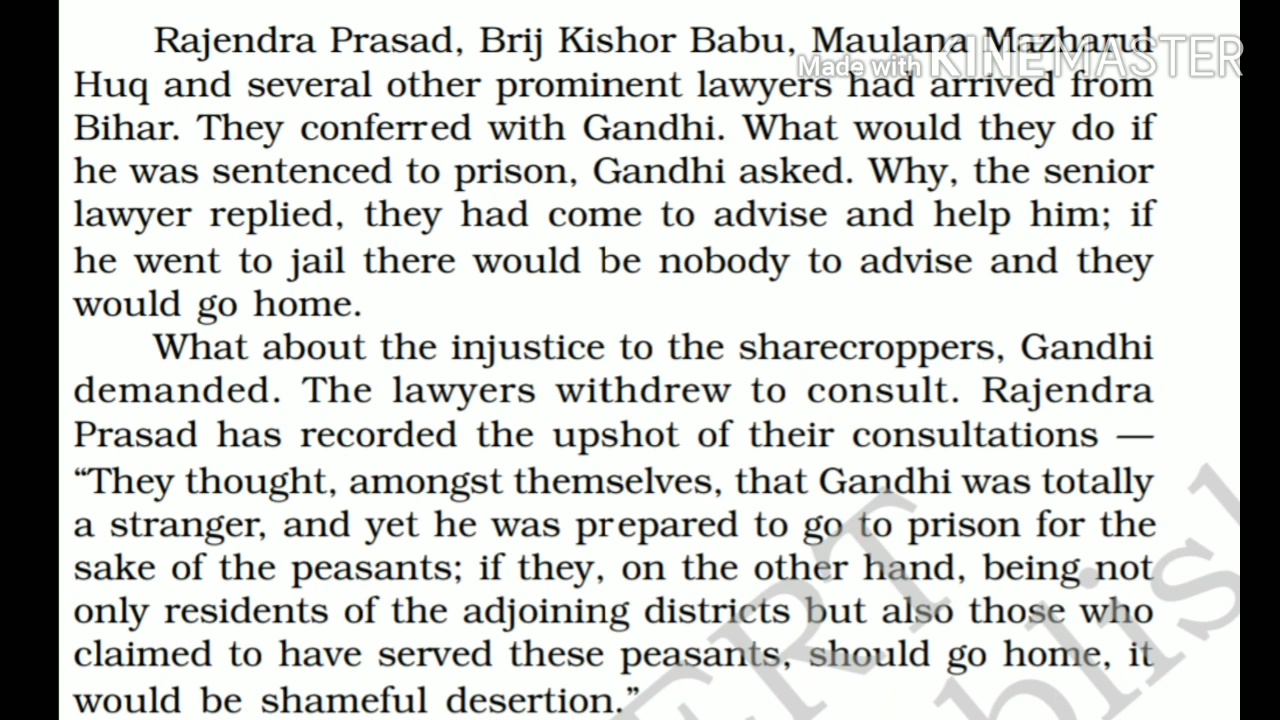 Rajendra Prasad, Brij Kishor Babu, Maulana Mazharul
Made with KINEMASTER
Huq and several other prominent lawyers had arrived from
Bihar. They conferred with Gandhi. What would they do if
he was sentenced to prison, Gandhi asked. Why, the senior
lawyer replied, they had come to advise and help him; if
he went to jail there would be nobody to advise and they
would go home.
What about the injustice to the sharecroppers, Gandhi
demanded. The lawyers withdrew to consult. Rajendra
Prasad has recorded the upshot of their consultations —
“They thought, amongst themselves, that Gandhi was totally
a stranger, and yet he was prepared to go to prison for the
sake of the peasants; if they, on the other hand, being not
only residents of the adjoining districts but also those who
claimed to have served these peasants, should go home, it
would be shameful desertion.”